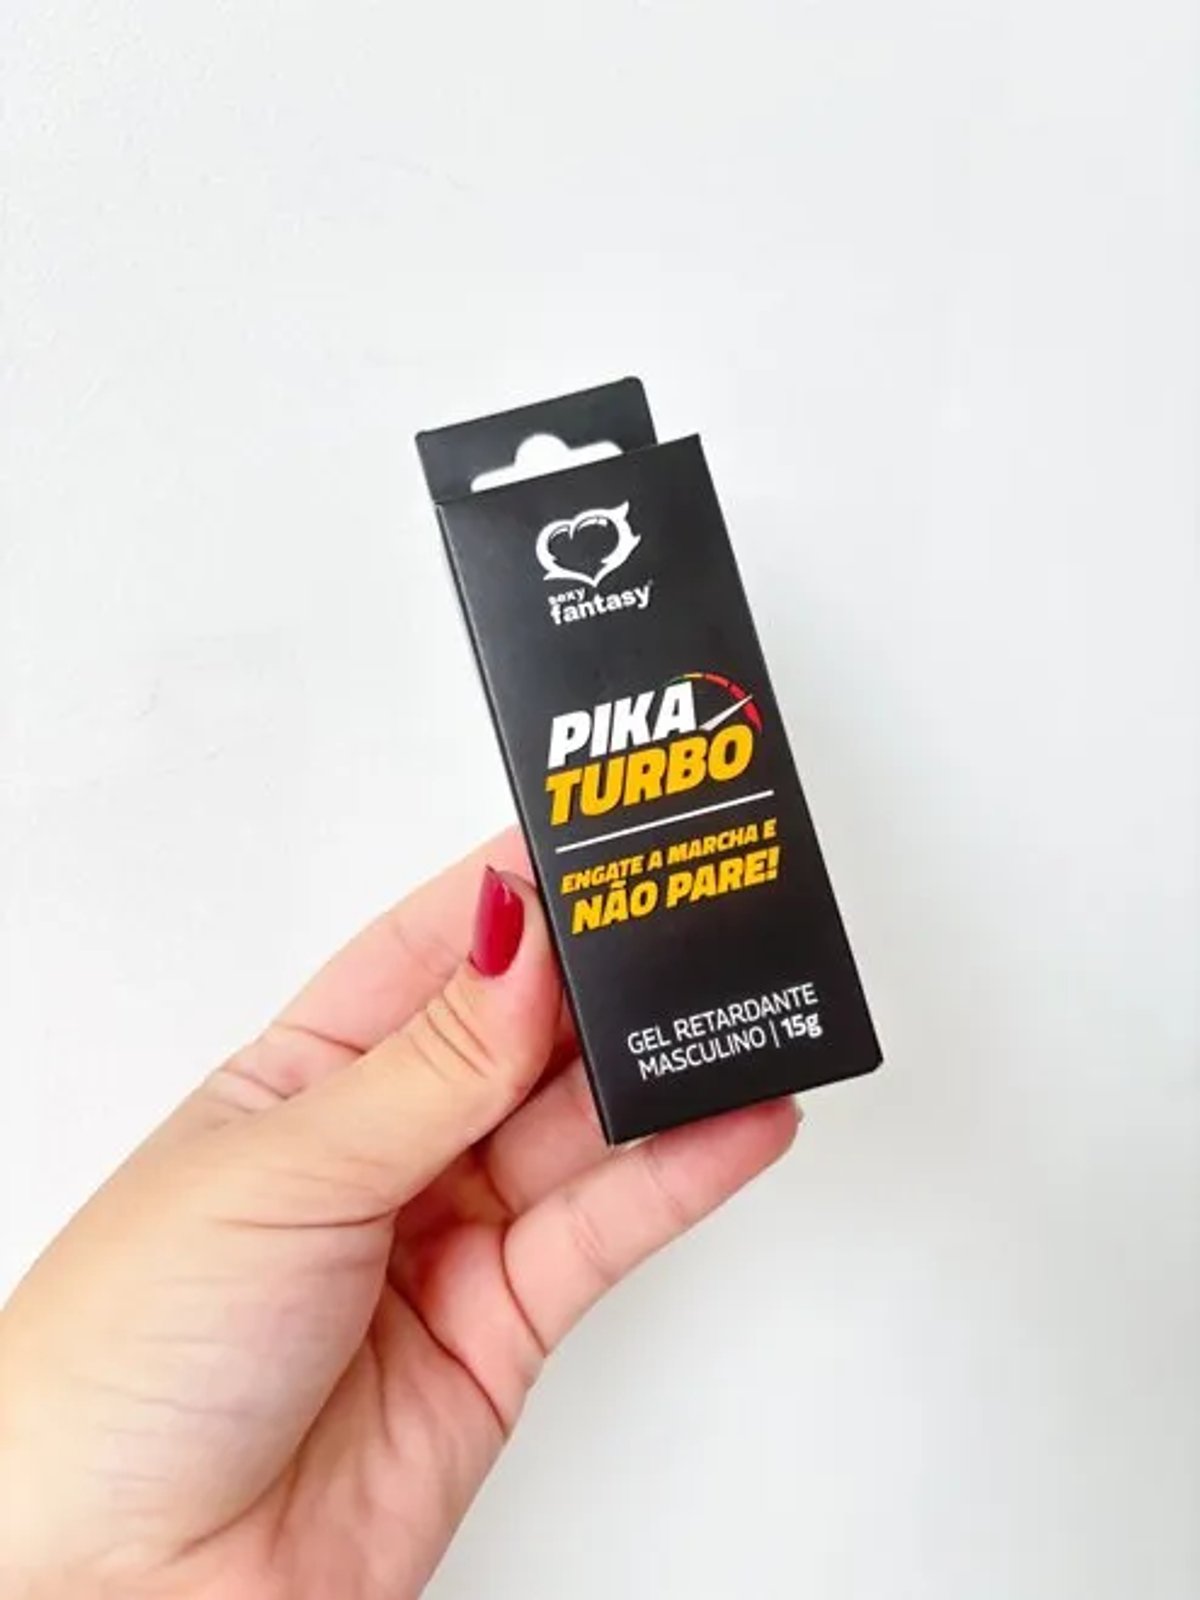 sexy
fantasy
PIKA
TURBO
ENGATE A MARCHA E
NÃO PARE!
GEL RETARDANTE
MASCULINO | 15g